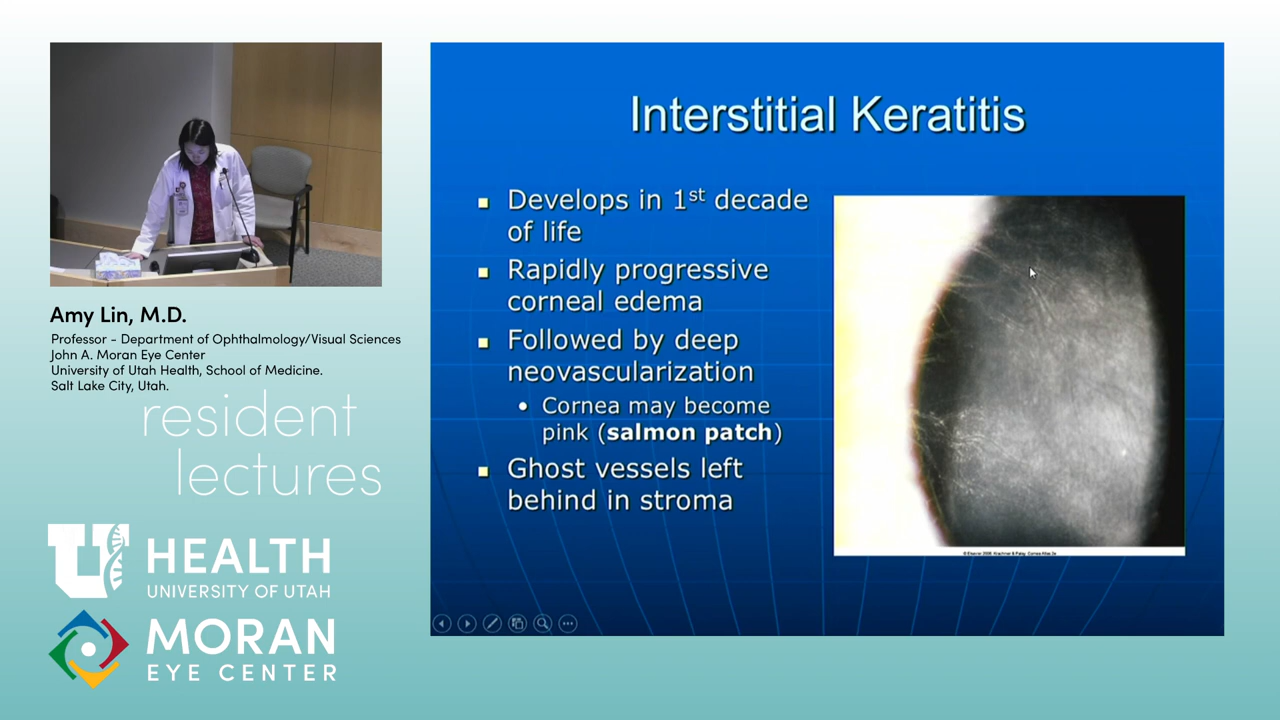 Amy Lin, M.D.
Professor - Department of Ophthalmology/Visual Sciences
John A. Moran Eye Center
University of Utah Health, School of Medicine.
Salt Lake City, Utah.
resident
lectures
U HEALTH
UNIVERSITY OF UTAH
MORAN
EYE CENTER
Interstitial Keratitis
Develops in 1st decade
of life
Rapidly progressive
corneal edema
Followed by deep
neovascularization
Cornea may become
pink (salmon patch)
Ghost vessels left
behind in stroma